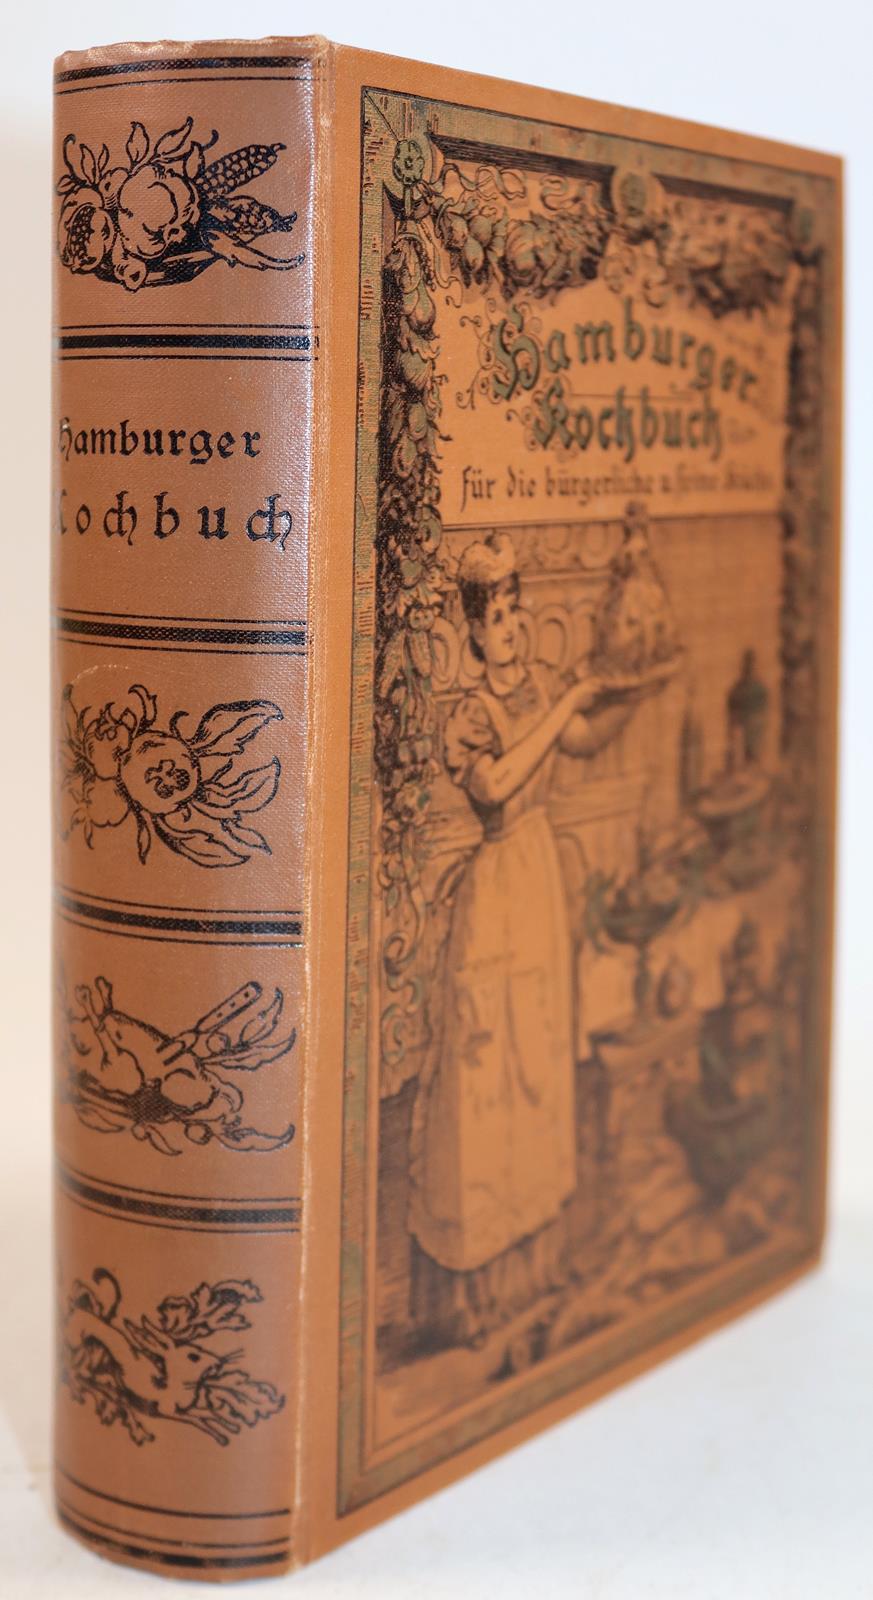 Hamburger
Kochbuch
Hamburger
Kochbuch
für die bürgerliche u. feine Küche